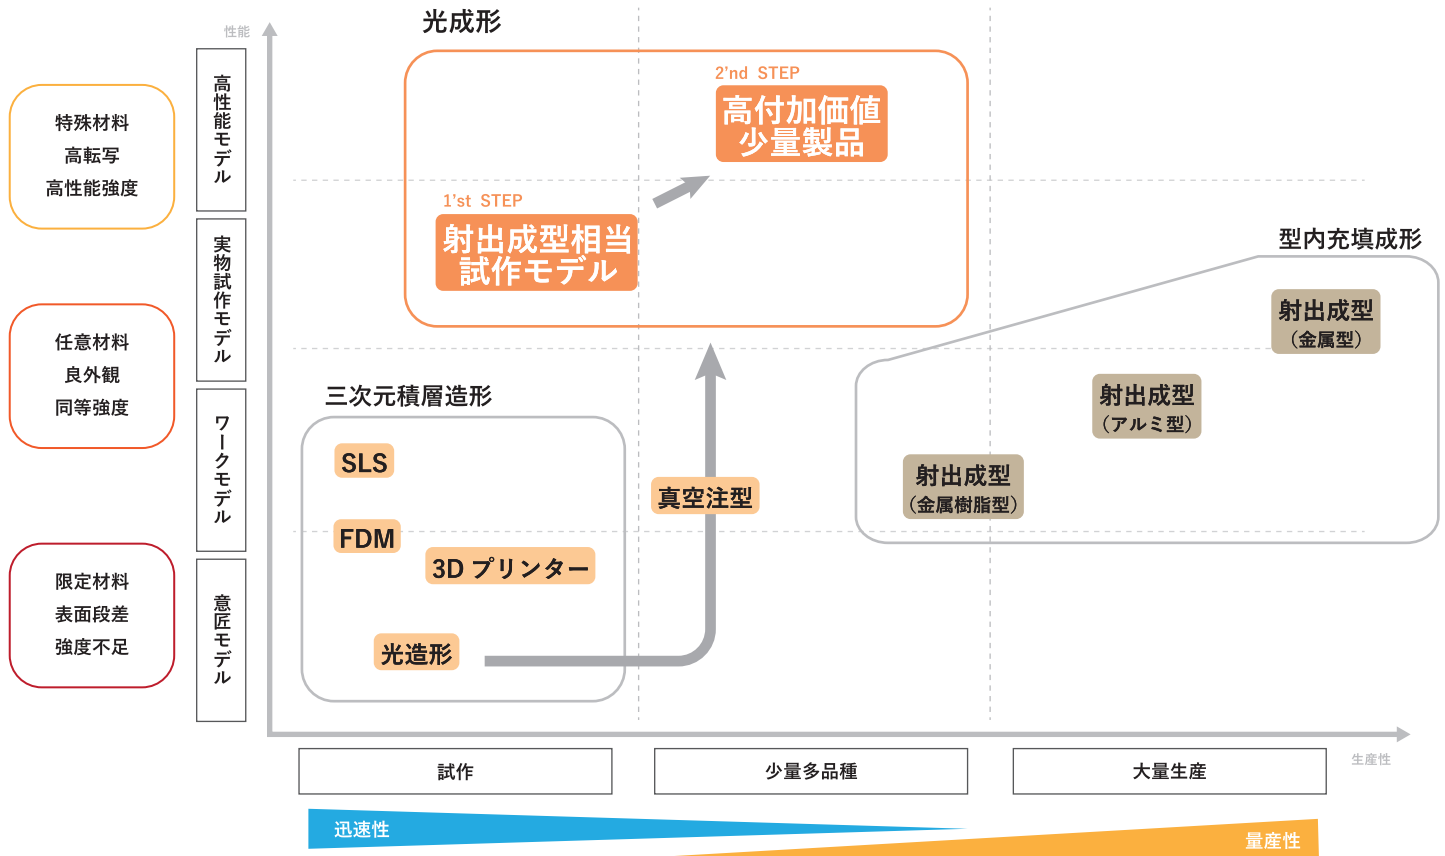 性能
特殊材料
高転写
高性能強度
任意材料
良外観
同等強度
限定材料
表面段差
強度不足
高性能モデル
実物試作モデル
ワークモデル
意匠モデル
光成形
2'nd STEP
高付加価値
少量製品
1'st STEP
射出成型相当
試作モデル
型内充填成形
射出成型
（金属型）
射出成型
（アルミ型）
射出成型
（金属樹脂型）
三次元積層造形
SLS
FDM
3D プリンター
光造形
真空注型
生産性
試作
少量多品種
大量生産
迅速性
量産性